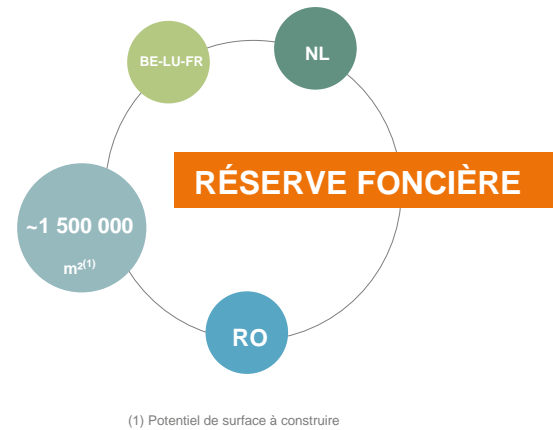 BE-LU-FR
NL
RÉSERVE FONCIÈRE
~1 500 000
m²⁽¹⁾
RO
(1) Potentiel de surface à construire